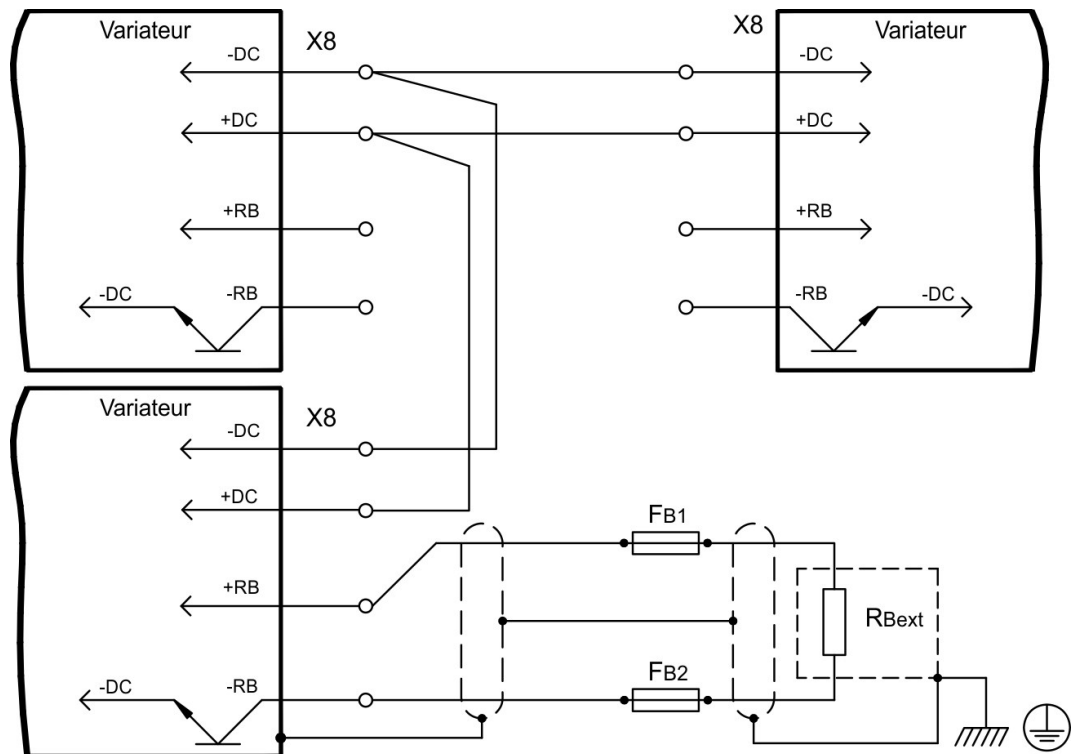 Variateur
X8
X8
Variateur
-DC
-DC
+DC
+DC
+RB
+RB
-DC
-RB
-RB
-DC
Variateur
X8
-DC
+DC
FB1
+RB
RBext
-DC
-RB
FB2